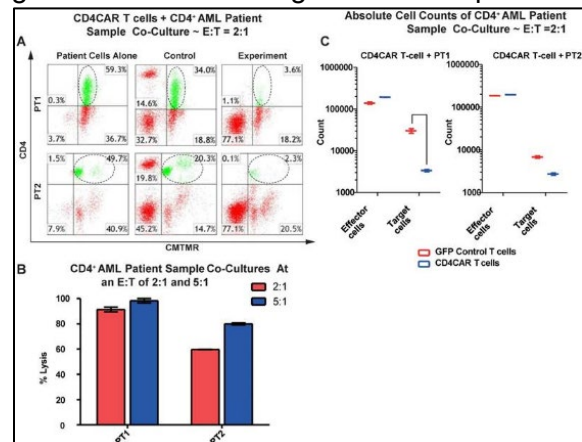 CD4CAR T cells + CD4⁺ AML Patient
Sample Co-Culture ~ E:T = 2:1
A
Patient Cells Alone
Control
Experiment
PT1
59.3%
0.3%
3.7%
36.7%
34.0%
14.6%
32.7%
18.8%
3.6%
1.1%
77.1%
18.2%
CD4
PT2
1.5%
49.7%
7.9%
40.9%
20.3%
19.8%
45.2%
14.7%
0.1%
2.3%
77.1%
20.5%
CMTMR
B
CD4⁺ AML Patient Sample Co-Cultures At
an E:T of 2:1 and 5:1
2:1
5:1
% Lysis
100
80
60
40
20
0
PT1
PT2
Absolute Cell Counts of CD4⁺ AML Patient
Sample Co-Culture ~ E:T =2:1
C
CD4CAR T-cell + PT1
CD4CAR T-cell + PT2
Count
1000000
100000
10000
1000
Effector
cells
Target
cells
Count
1000000
100000
10000
1000
Effector
cells
Target
cells
GFP Control T cells
CD4CAR T cells